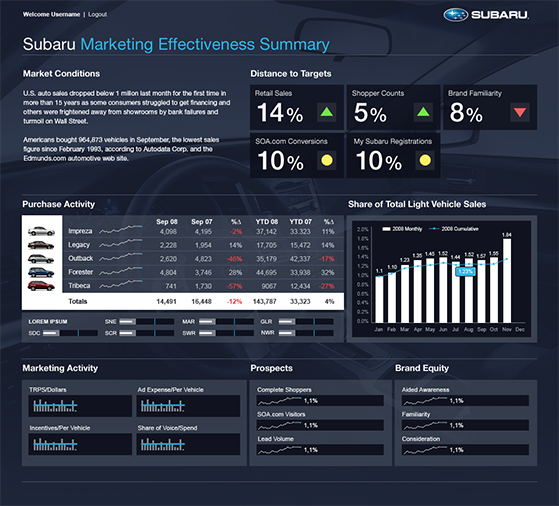 Welcome Username | Logout
SUBARU
Subaru Marketing Effectiveness Summary
Market Conditions
U.S. auto sales dropped below 1 millon last month for the first time in
more than 15 years as some consumers struggled to get financing and
others were frightened away from showrooms by bank failures and
turmoil on Wall Street.
Americans bought 964,873 vehicles in September, the lowest sales
figure since February 1993, according to Autodata Corp. and the
Edmunds.com automotive web site.
Distance to Targets
Retail Sales
14%
Shopper Counts
5%
Brand Familiarity
8%
SOA.com Conversions
10%
My Subaru Registrations
10%
Purchase Activity
Sep 08 Sep 07 %Δ YTD 08 YTD 07 %Δ
Impreza 4,098 4,195 -2% 37,142 33.323 11%
Legacy 2,228 1,954 14% 17,705 15,472 14%
Outback 2,620 4,823 -46% 35,179 42,337 -17%
Forester 4,804 3,746 28% 44,695 33,938 32%
Tribeca 741 1,730 -57% 9067 12,434 -27%
Totals 14,491 16,448 -12% 143,787 33,323 4%
LOREM IPSUM SNE MAR GLR
SDC SCR SWR NWR
Share of Total Light Vehicle Sales
2008 Monthly 2008 Cumulative
2.0%
1.8%
1.6%
1.4%
1.2%
1.0%
0.8%
0.6%
0.4%
0.2%
0.0%
1.1 1.10 1.23 1.35 1.45 1.52 1.44 1.52 1.57 1.55 1.84
1.23%
Jan Feb Mar Apr May Jun Jul Aug Sep Oct Nov Dec
Marketing Activity
TRPS/Dollars
Ad Expense/Per Vehicle
Incentives/Per Vehicle
Share of Voice/Spend
Prospects
Complete Shoppers
1,1%
SOA.com Visitors
1,1%
Lead Volume
1,1%
Brand Equity
Aided Awareness
1,1%
Familiarity
1,1%
Consideration
1,1%